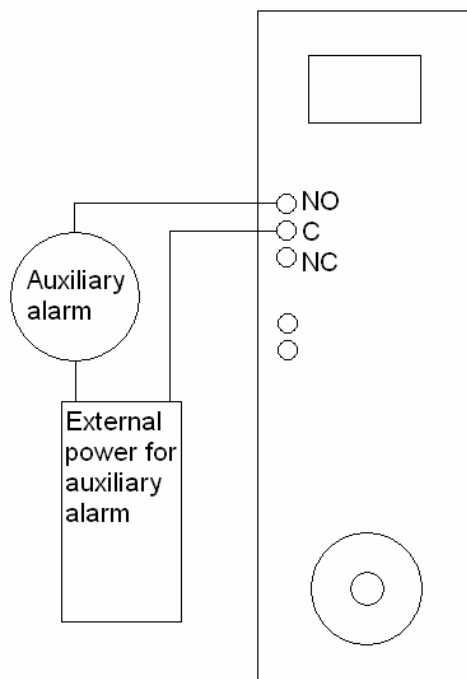 NO
C
NC
Auxiliary
alarm
External
power for
auxiliary
alarm